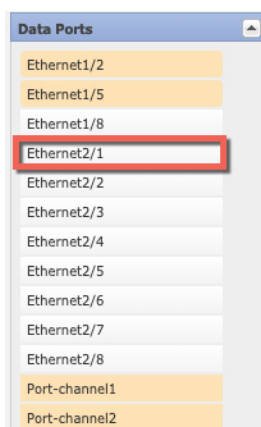 Data Ports
Ethernet1/2
Ethernet1/5
Ethernet1/8
Ethernet2/1
Ethernet2/2
Ethernet2/3
Ethernet2/4
Ethernet2/5
Ethernet2/6
Ethernet2/7
Ethernet2/8
Port-channel1
Port-channel2